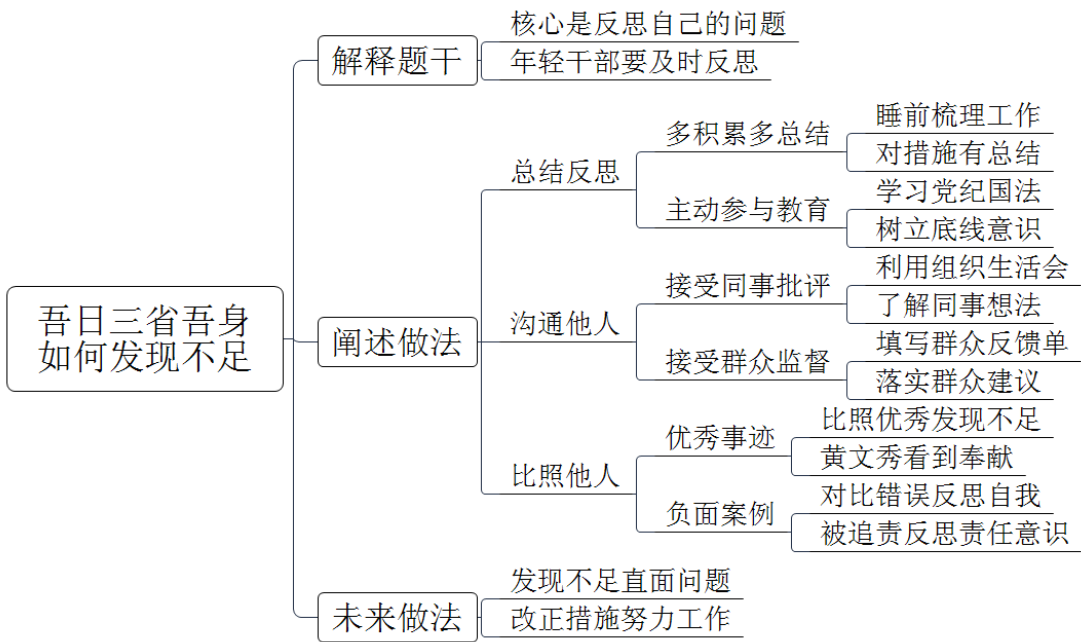 吾日三省吾身
如何发现不足
解释题干
核心是反思自己的问题
年轻干部要及时反思
阐述做法
总结反思
多积累多总结
睡前梳理工作
对措施有总结
主动参与教育
学习党纪国法
树立底线意识
沟通他人
接受同事批评
利用组织生活会
了解同事想法
接受群众监督
填写群众反馈单
落实群众建议
比照他人
优秀事迹
比照优秀发现不足
黄文秀看到奉献
负面案例
对比错误反思自我
被追责反思责任意识
未来做法
发现不足直面问题
改正措施努力工作